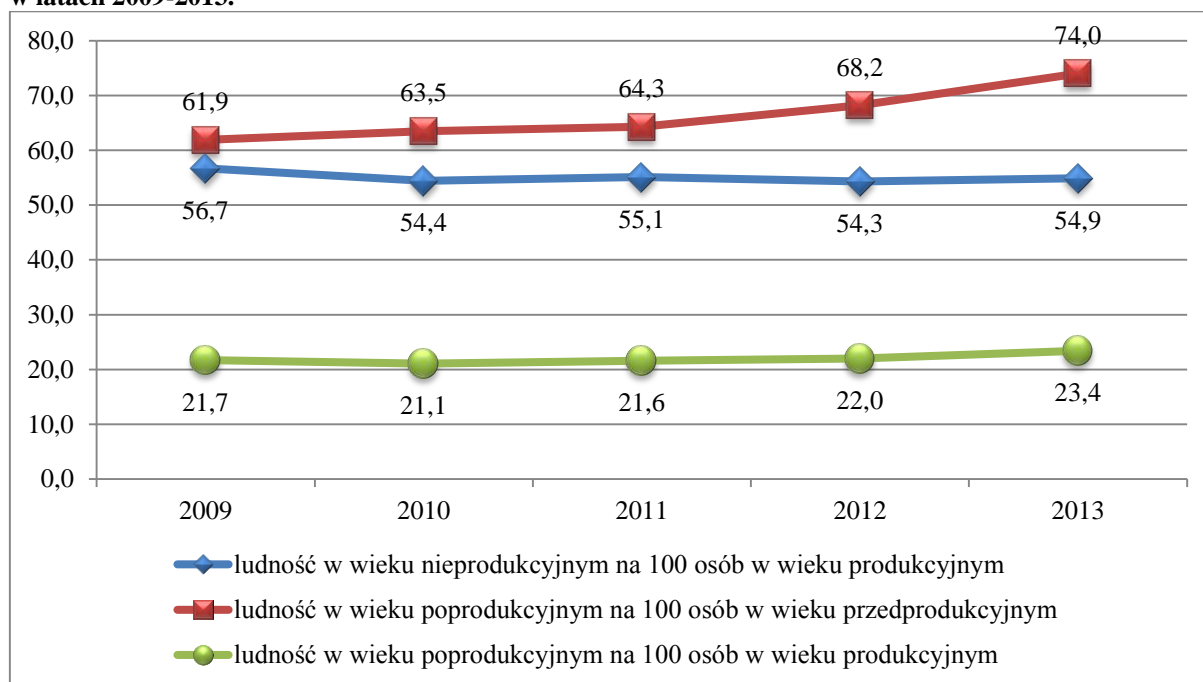 w latach 2009-2013.
80,0
70,0
60,0
50,0
40,0
30,0
20,0
10,0
0,0
61,9 63,5 64,3 68,2 74,0
56,7 54,4 55,1 54,3 54,9
21,7 21,1 21,6 22,0 23,4
2009 2010 2011 2012 2013
ludność w wieku nieprodukcyjnym na 100 osób w wieku produkcyjnym
ludność w wieku poprodukcyjnym na 100 osób w wieku przedprodukcyjnym
ludność w wieku poprodukcyjnym na 100 osób w wieku produkcyjnym